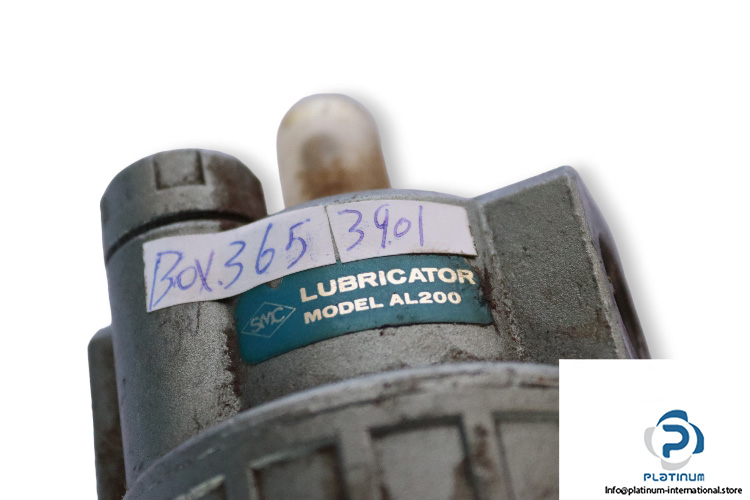 Box.365 3901
SMC LUBRICATOR
MODEL AL200
PLATINUM
Info@platinum-international.store